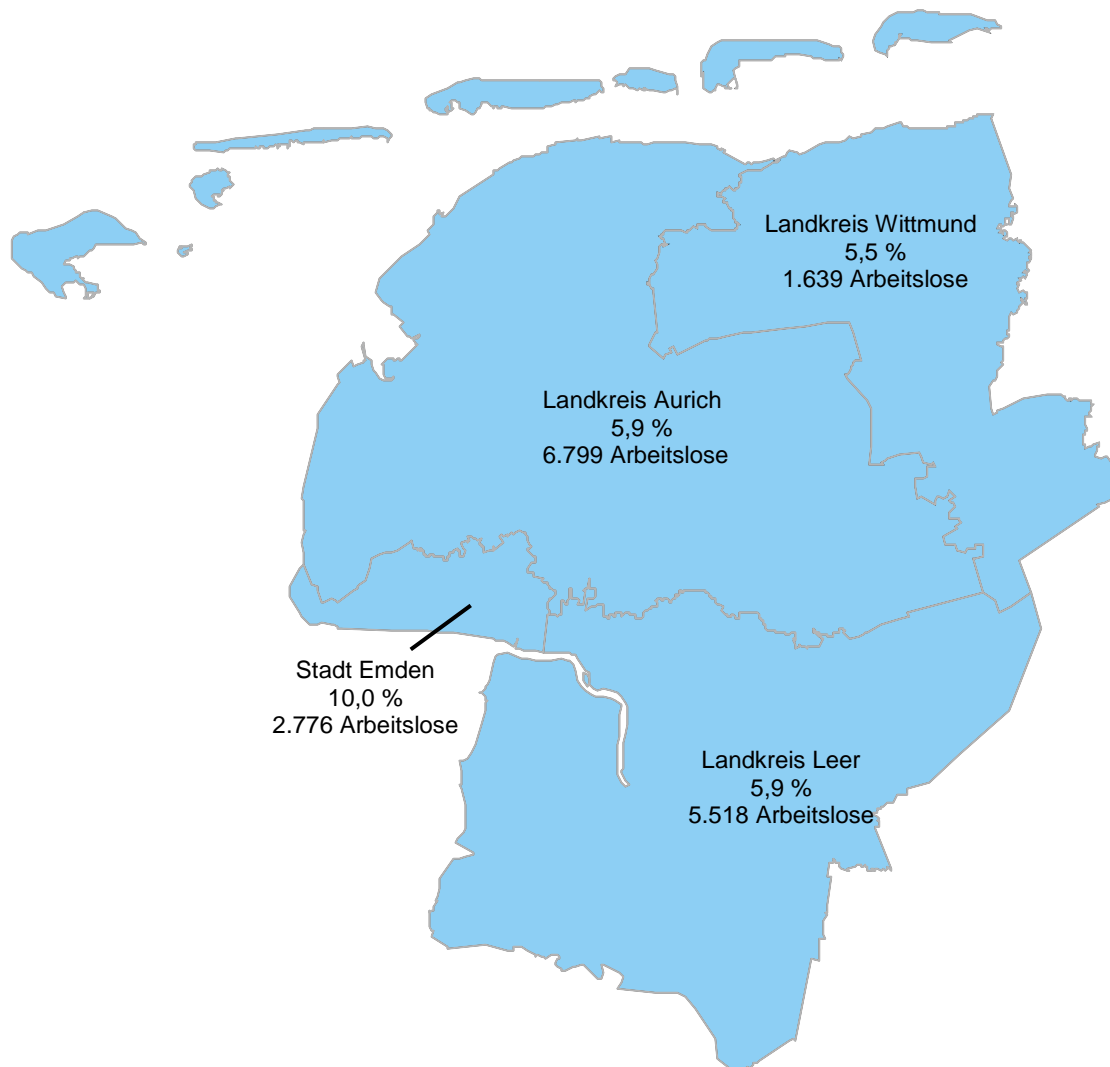 Landkreis Wittmund
5,5 %
1.639 Arbeitslose
Landkreis Aurich
5,9 %
6.799 Arbeitslose
Stadt Emden
10,0 %
2.776 Arbeitslose
Landkreis Leer
5,9 %
5.518 Arbeitslose